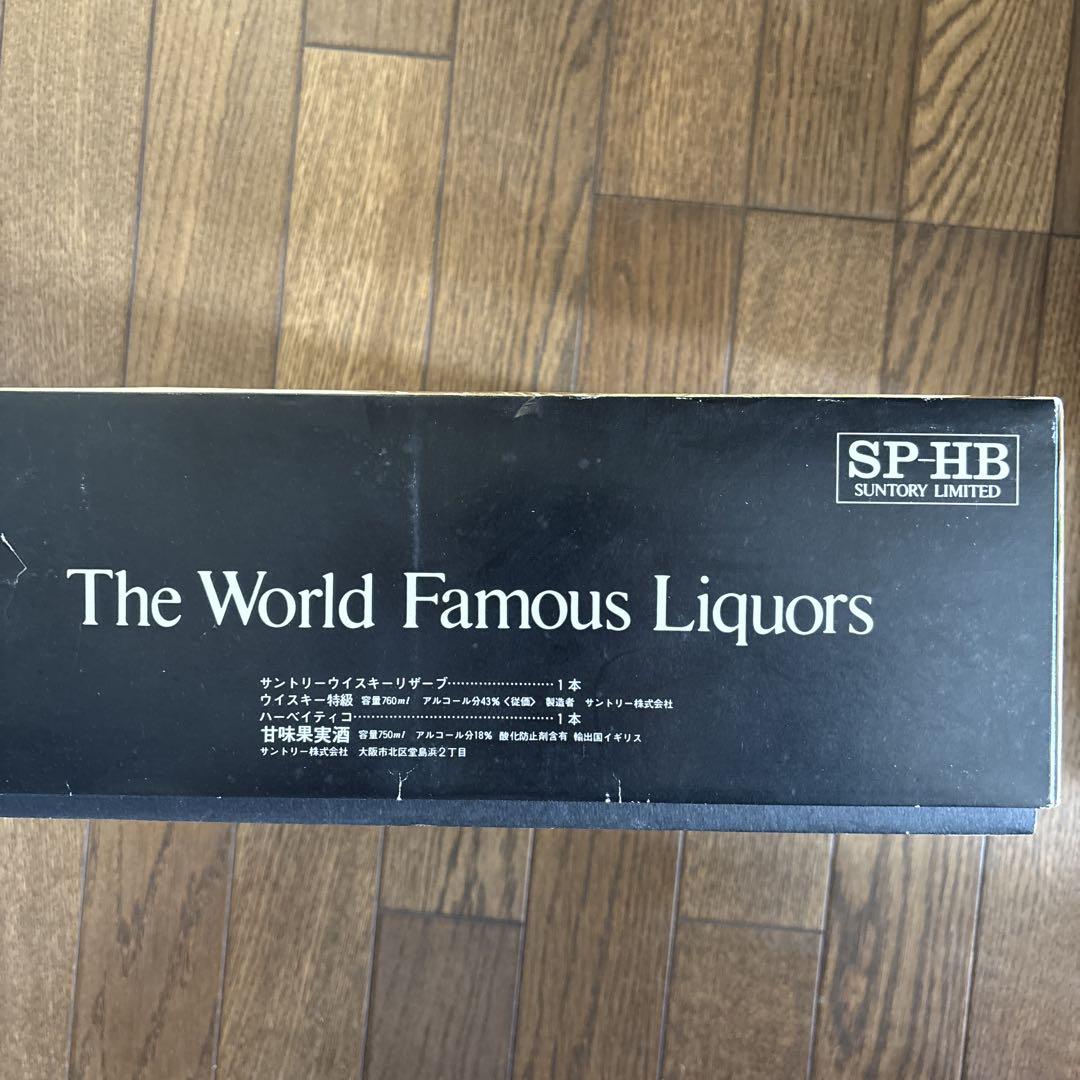 SP-HB
SUNTORY LIMITED
The World Famous Liquors
サントリーウイスキーリザーブ……………………1本
ウイスキー特級 容量760ml アルコール分43%〈従価〉 製造者 サントリー株式会社
ハーベイティコ………………………………………1本
甘味果実酒 容量750ml アルコール分18% 酸化防止剤含有 輸出国イギリス
サントリー株式会社 大阪市北区堂島浜2丁目